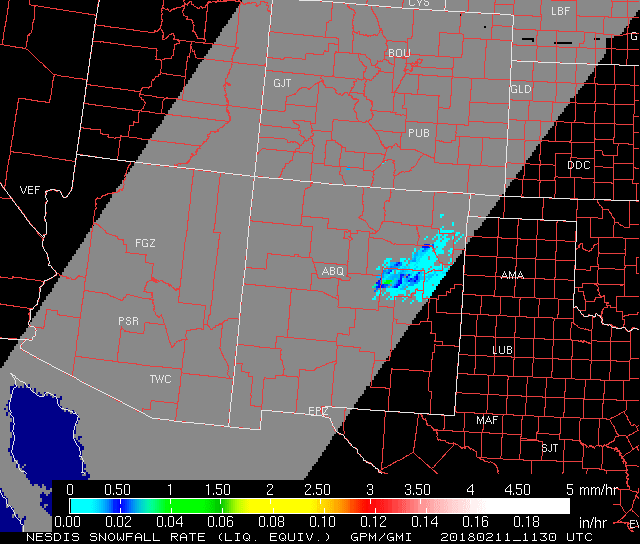 CYS LBF
G
BOU
GJT
GLD
PUB
DDC
VEF
FGZ
ABQ AMA
PSR
LUB
TWC
EPZ
MAF
SJT
0 0.50 1 1.50 2 2.50 3 3.50 4 4.50 5 mm/hr
0.00 0.02 0.04 0.06 0.08 0.10 0.12 0.14 0.16 0.18 in/hr
NESDIS SNOWFALL RATE (LIQ. EQUIV.) GPM/GMI 20180211_1130 UTC